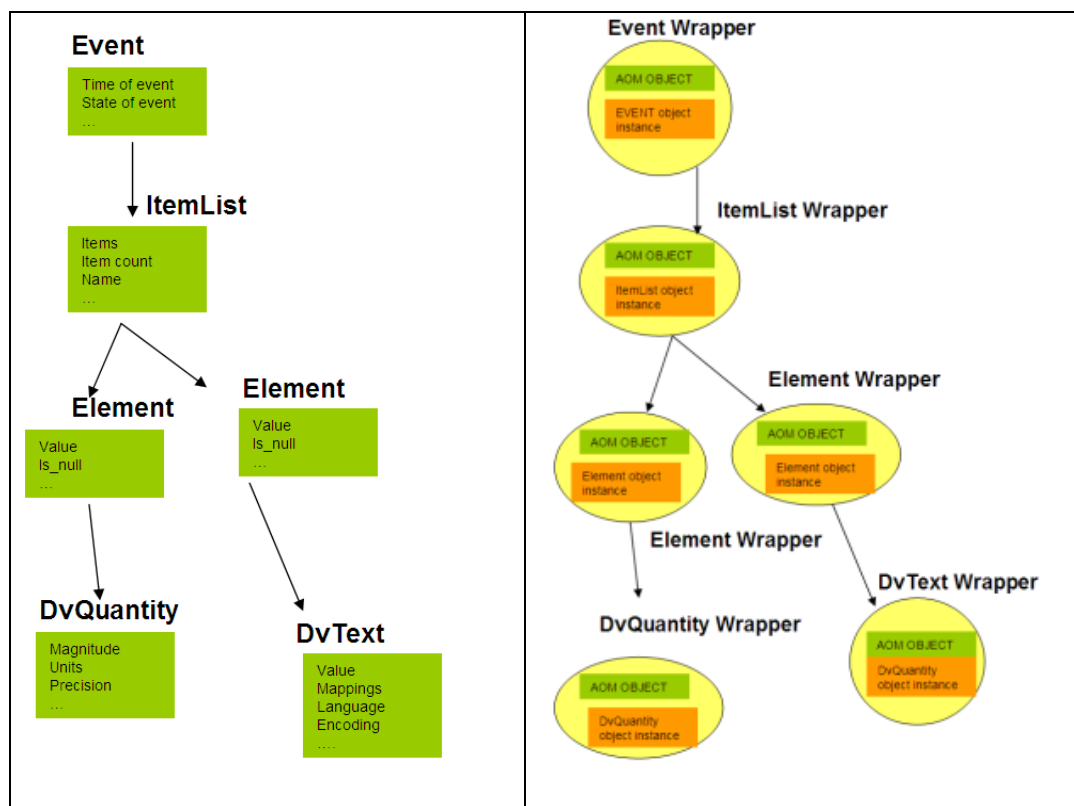 Event
Time of event
State of event
...
ItemList
Items
Item count
Name
...
Element
Value
Is_null
...
Element
Value
Is_null
...
DvQuantity
Magnitude
Units
Precision
...
DvText
Value
Mappings
Language
Encoding
....
Event Wrapper
AOM OBJECT
EVENT object
instance
ItemList Wrapper
AOM OBJECT
ItemList object
instance
Element Wrapper
AOM OBJECT
Element object
instance
AOM OBJECT
Element object
instance
Element Wrapper
DvText Wrapper
AOM OBJECT
DvQuantity
object instance
DvQuantity Wrapper
AOM OBJECT
DvQuantity
object instance